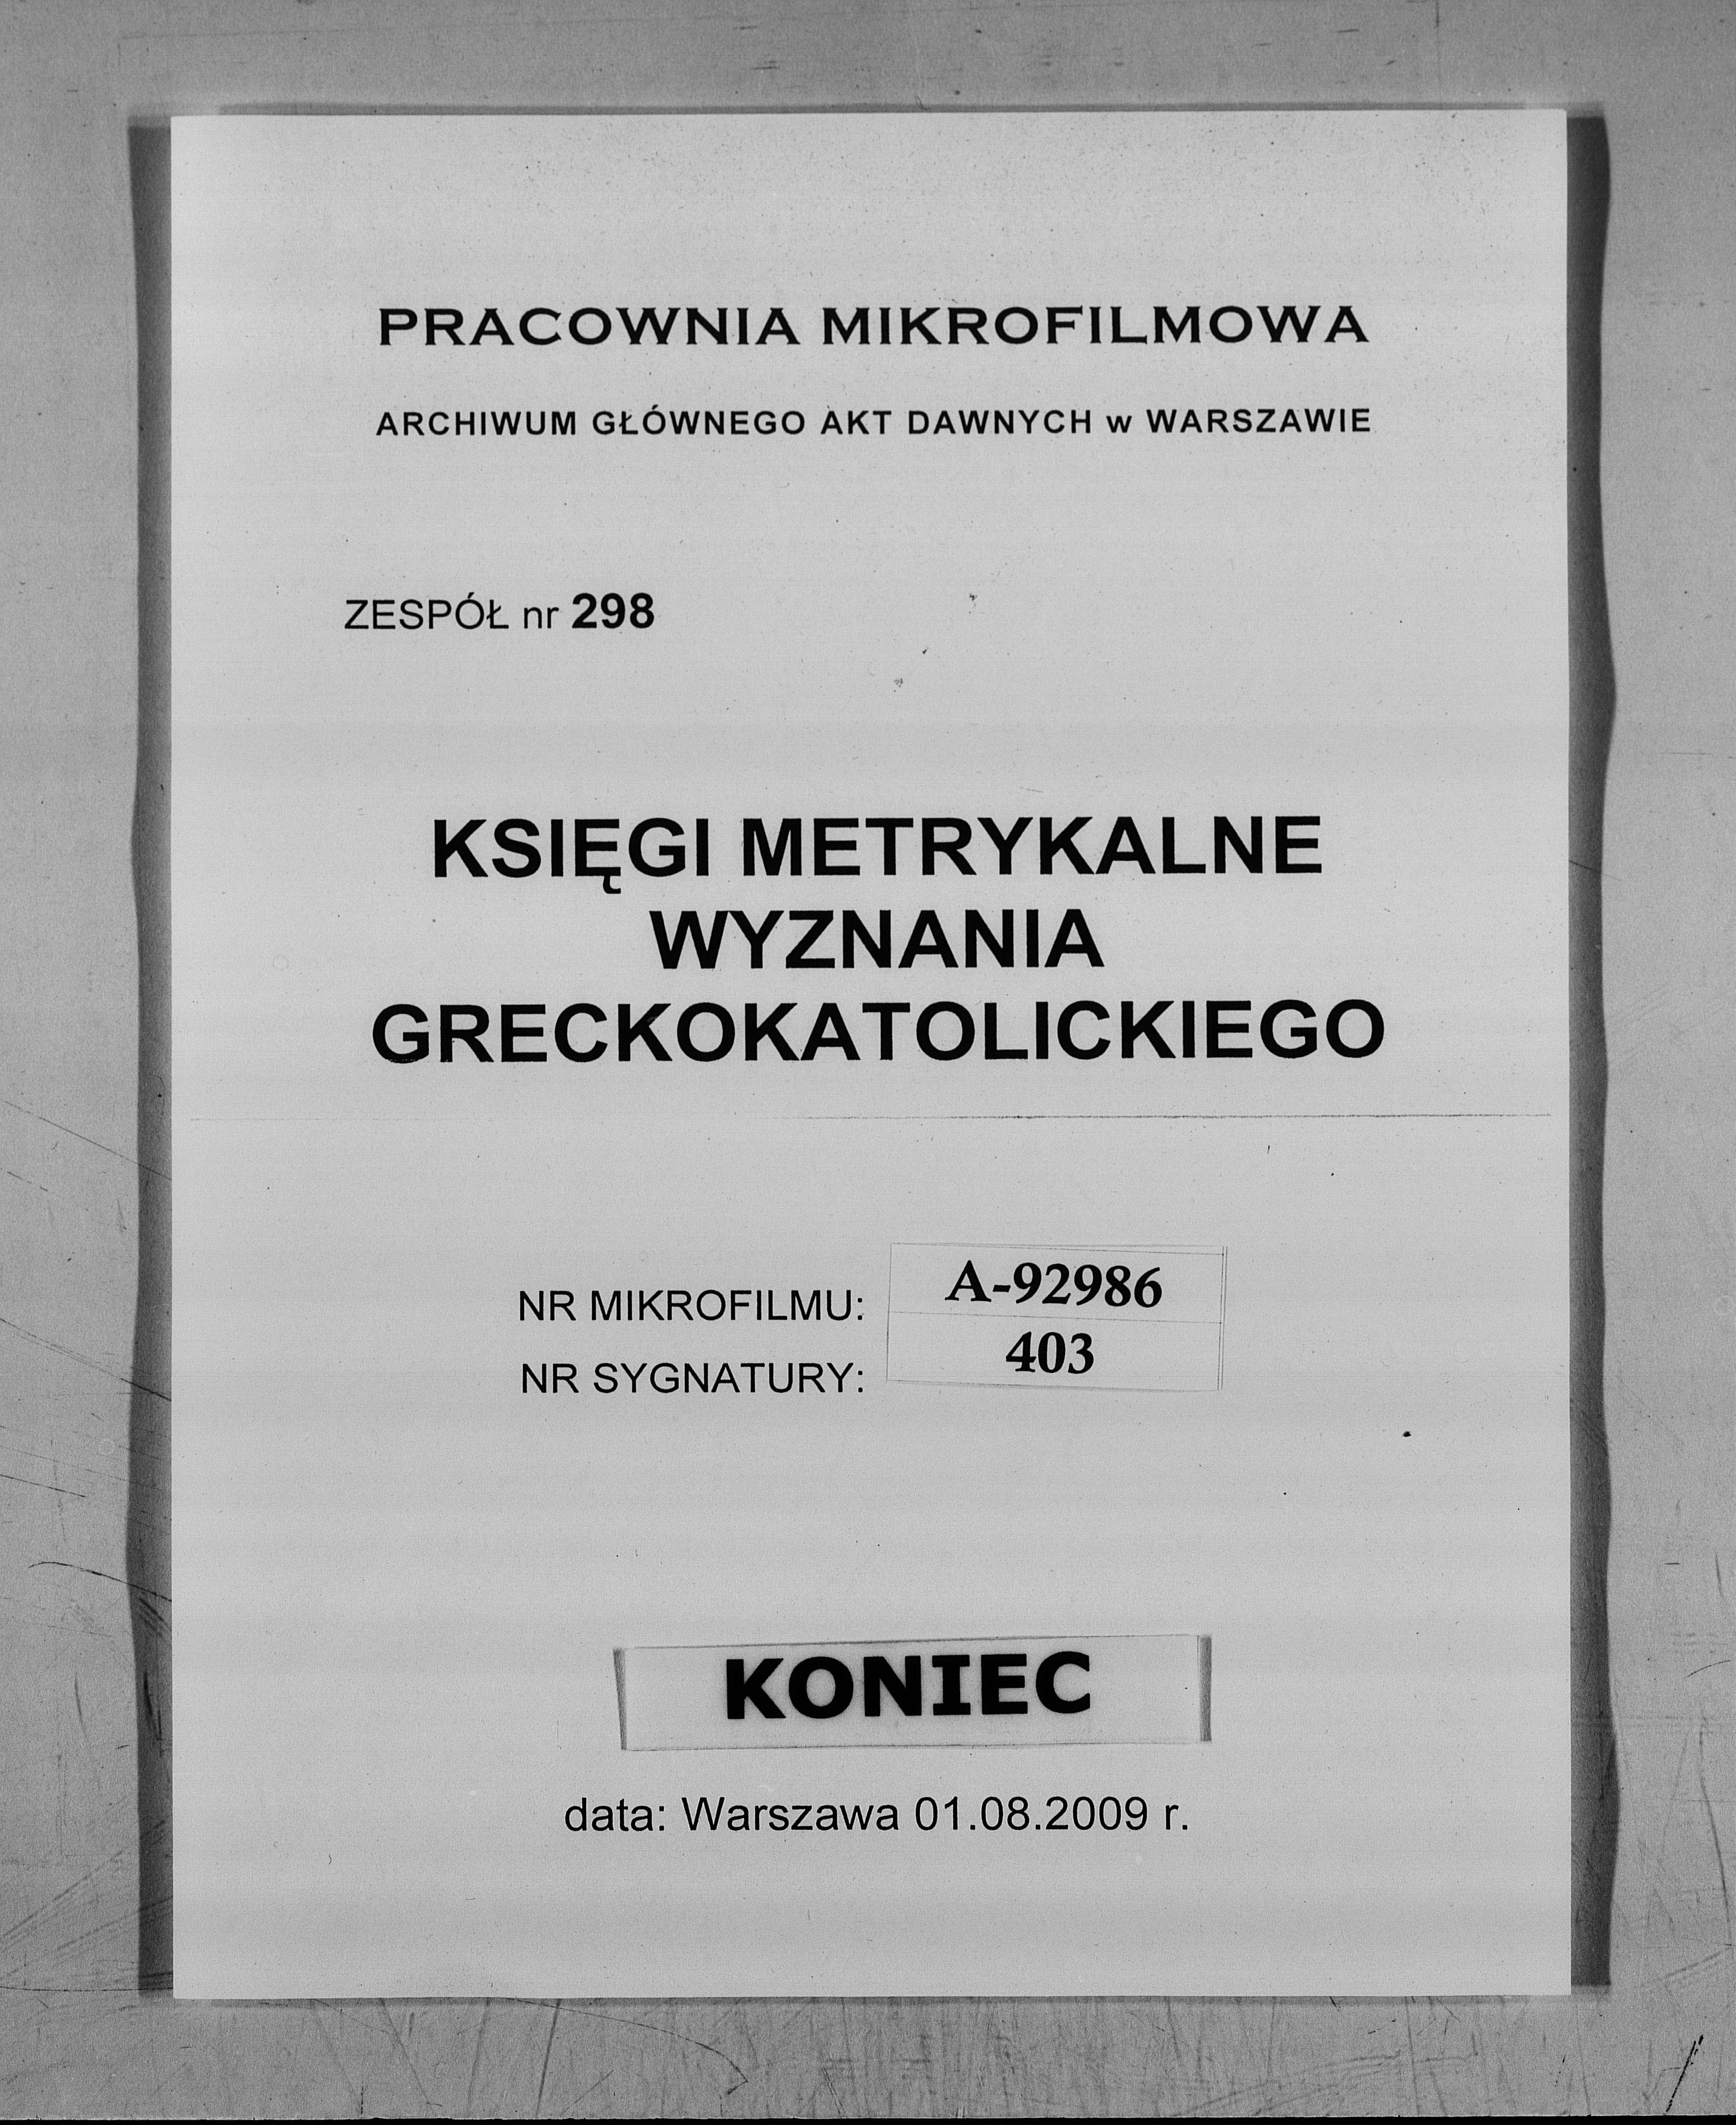 PRACOWNIA MIKROFILMOWA
ARCHIWUM GŁÓWNEGO AKT DAWNYCH w WARSZAWIE
ZESPÓŁ nr 298
KSIĘGI METRYKALNE
WYZNANIA
GRECKOKATOLICKIEGO
NR MIKROFILMU: A-92986
NR SYGNATURY: 403
KONIEC
data: Warszawa 01.08.2009 r.